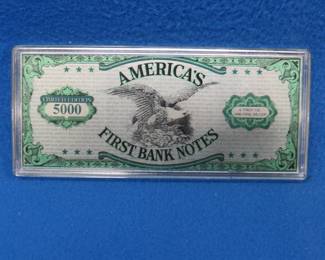 AMERICA'S
LIMITED EDITION
5000
FIRST BANK NOTES